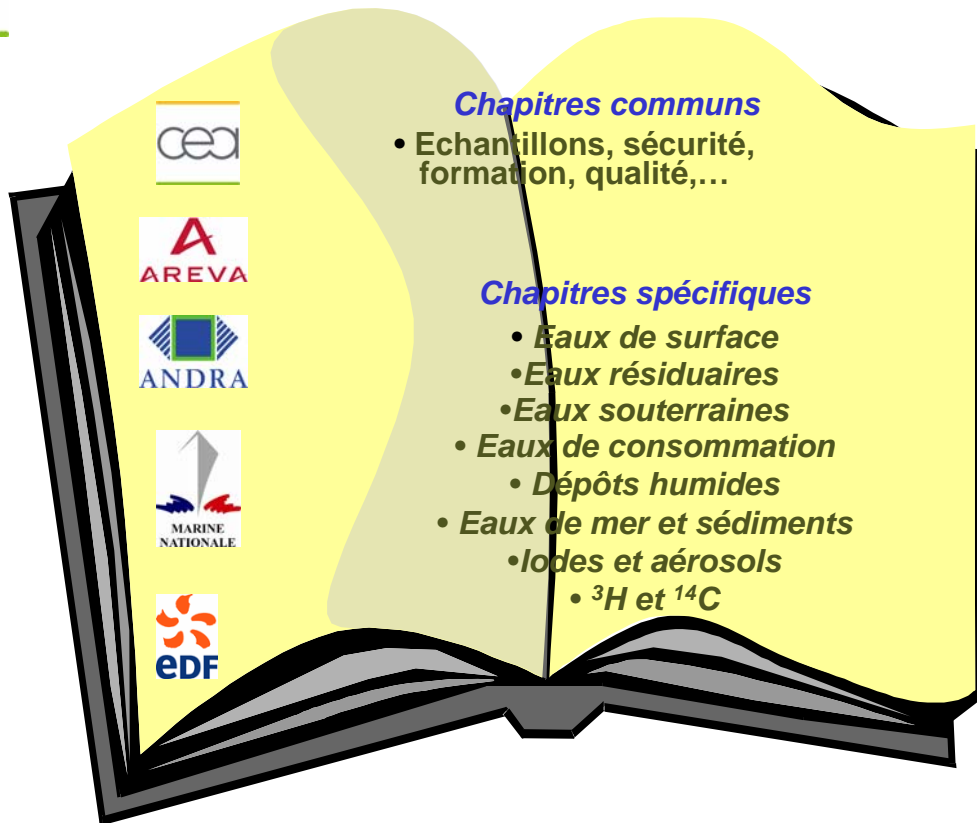 cea
AREVA
ANDRA
MARINE
NATIONALE
eDF
Chapitres communs
• Echantillons, sécurité,
formation, qualité,…
Chapitres spécifiques
• Eaux de surface
•Eaux résiduaires
•Eaux souterraines
• Eaux de consommation
• Dépôts humides
• Eaux de mer et sédiments
•Iodes et aérosols
• ³H et ¹⁴C